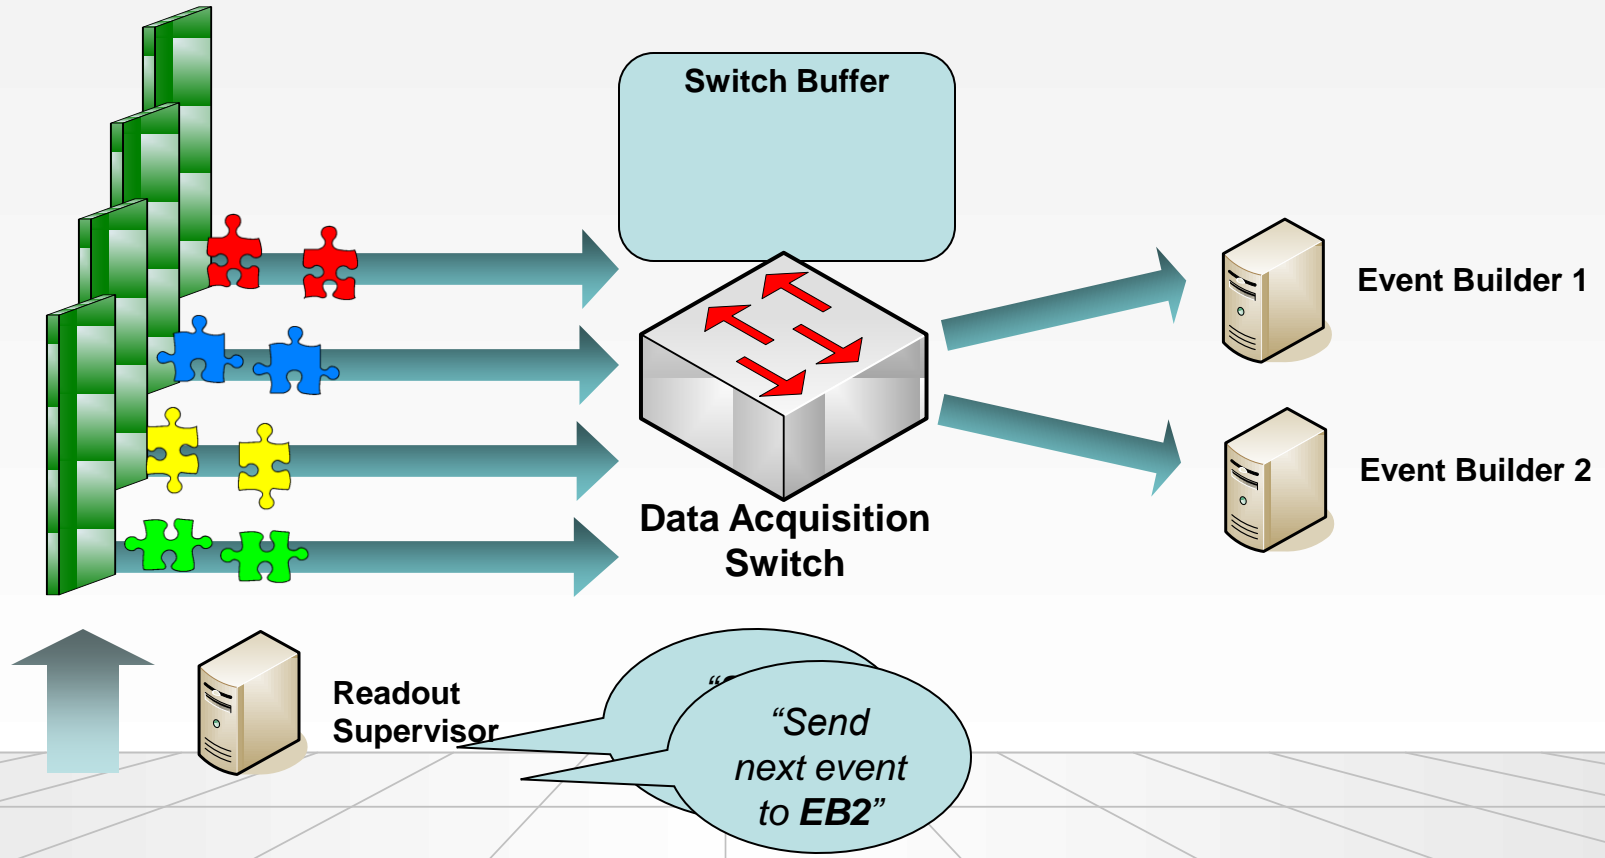 Switch Buffer
Event Builder 1
Event Builder 2
Data Acquisition
Switch
Readout
Supervisor
“Send
next event
to EB2”